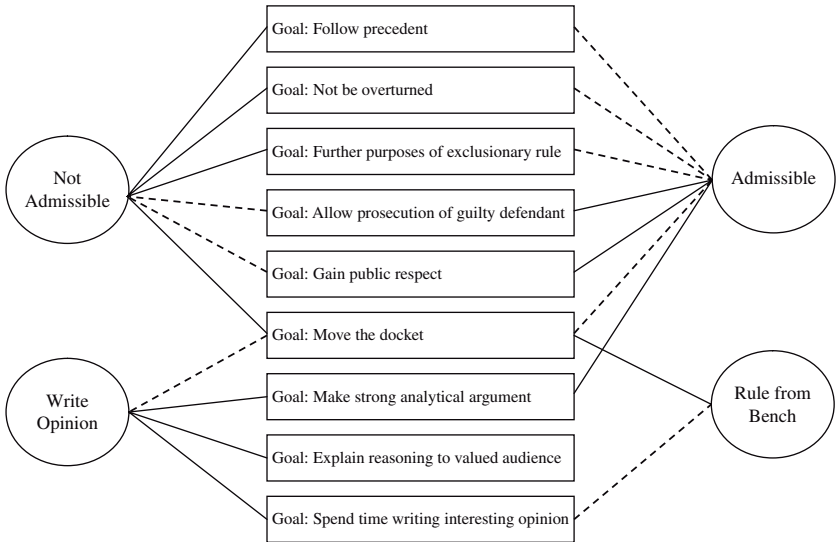 Goal: Follow precedent
Goal: Not be overturned
Goal: Further purposes of exclusionary rule
Not
Admissible
Admissible
Goal: Allow prosecution of guilty defendant
Goal: Gain public respect
Goal: Move the docket
Write
Opinion
Goal: Make strong analytical argument
Rule from
Bench
Goal: Explain reasoning to valued audience
Goal: Spend time writing interesting opinion